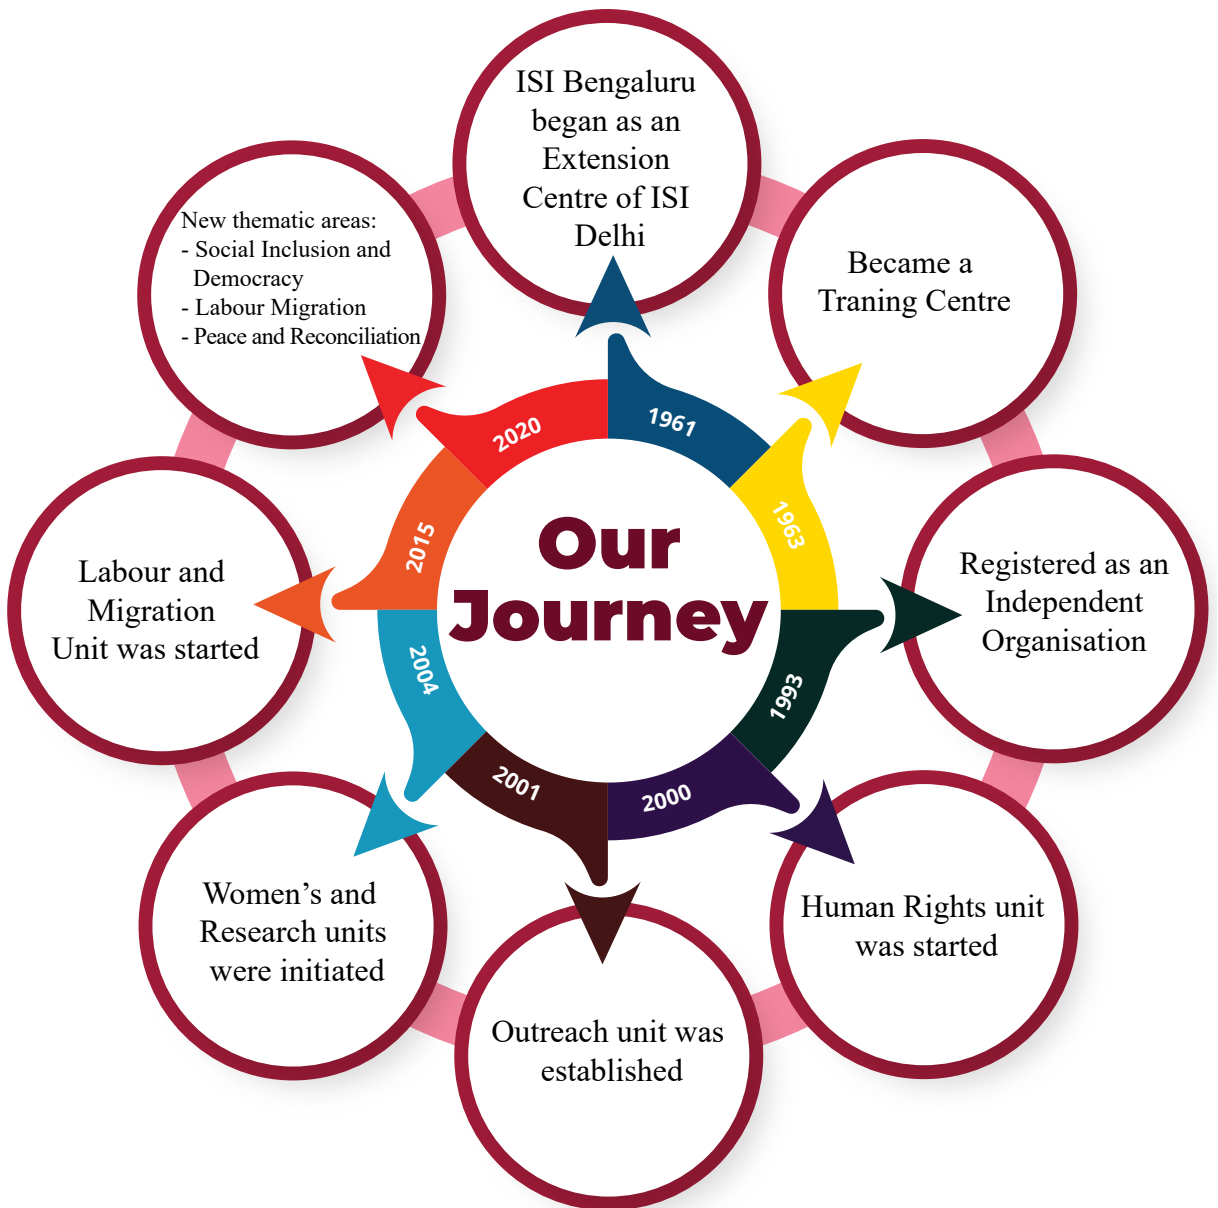 Our
Journey
1961
ISI Bengaluru
began as an
Extension
Centre of ISI
Delhi
1963
Became a
Traning Centre
1993
Registered as an
Independent
Organisation
2000
Human Rights unit
was started
2001
Outreach unit was
established
2004
Women’s and
Research units
were initiated
2015
Labour and
Migration
Unit was started
2020
New thematic areas:
- Social Inclusion and
Democracy
- Labour Migration
- Peace and Reconciliation